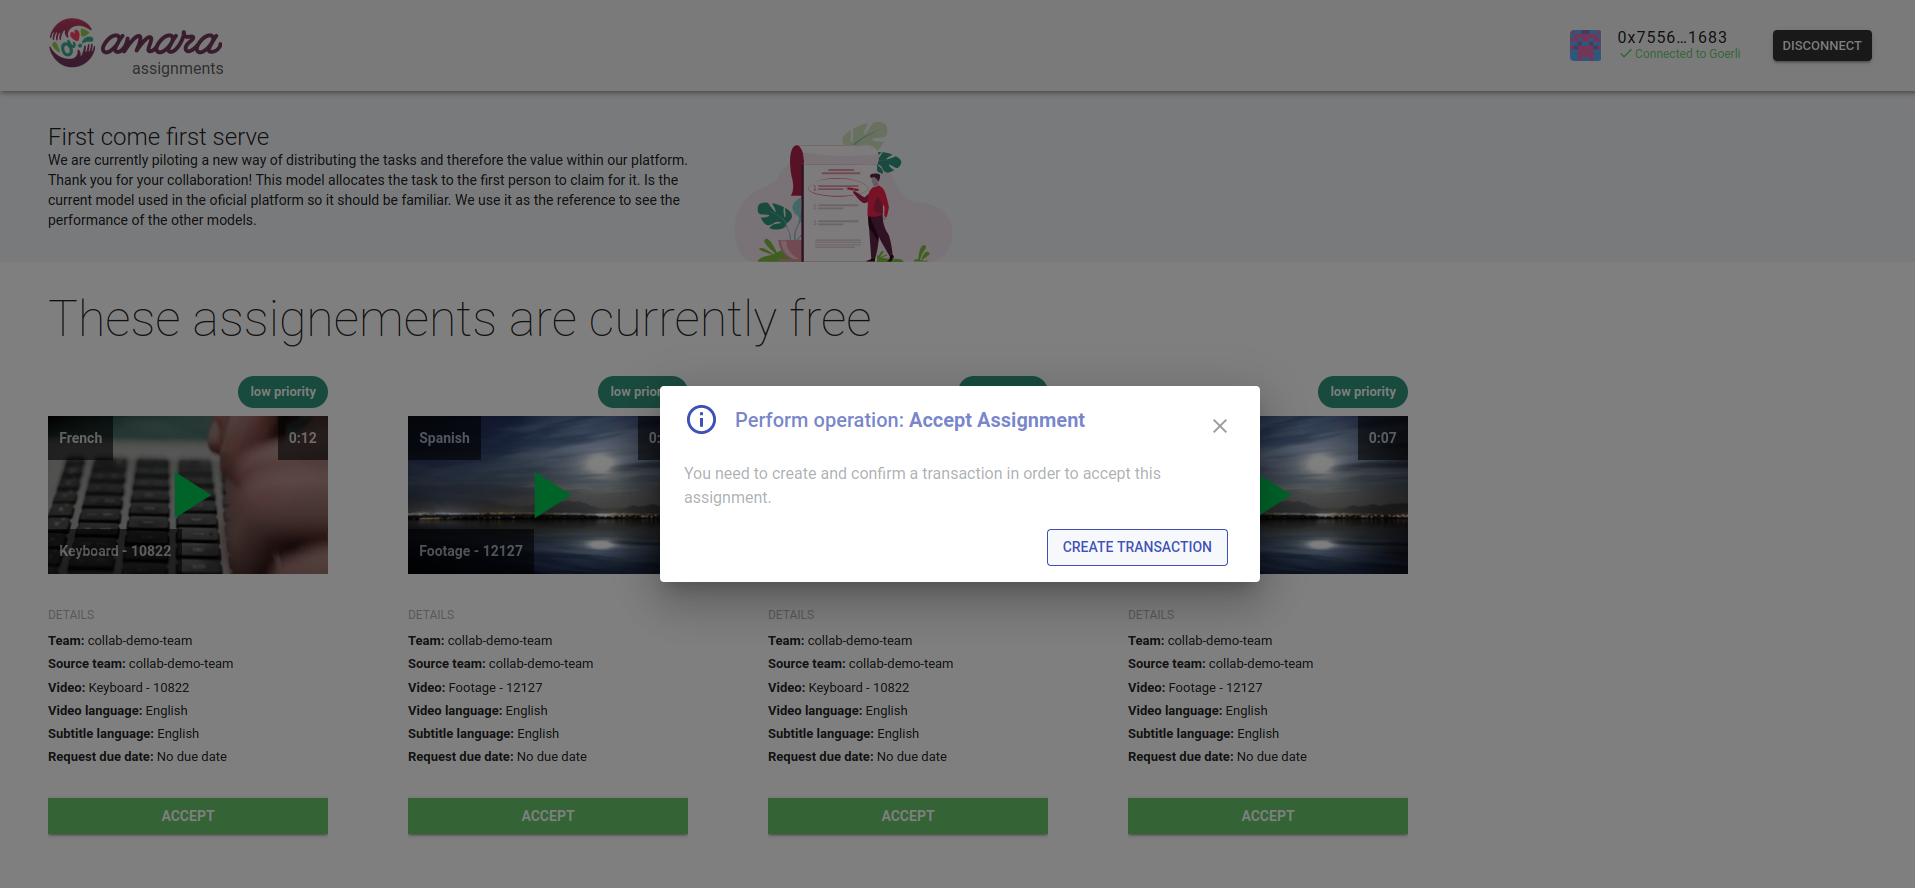 amara
assignments
0x7556...1683
Connected to Goerli
DISCONNECT
First come first serve
We are currently piloting a new way of distributing the tasks and therefore the value within our platform.
Thank you for your collaboration! This model allocates the task to the first person to claim for it. Is the
current model used in the oficial platform so it should be familiar. We use it as the reference to see the
performance of the other models.
These assignements are currently free
low priority
French
0:12
Keyboard - 10822
DETAILS
Team: collab-demo-team
Source team: collab-demo-team
Video: Keyboard - 10822
Video language: English
Subtitle language: English
Request due date: No due date
ACCEPT
low prior
Spanish
0:
Footage - 12127
DETAILS
Team: collab-demo-team
Source team: collab-demo-team
Video: Footage - 12127
Video language: English
Subtitle language: English
Request due date: No due date
ACCEPT
Perform operation: Accept Assignment
You need to create and confirm a transaction in order to accept this
assignment.
CREATE TRANSACTION
DETAILS
Team: collab-demo-team
Source team: collab-demo-team
Video: Keyboard - 10822
Video language: English
Subtitle language: English
Request due date: No due date
ACCEPT
low priority
0:07
DETAILS
Team: collab-demo-team
Source team: collab-demo-team
Video: Footage - 12127
Video language: English
Subtitle language: English
Request due date: No due date
ACCEPT